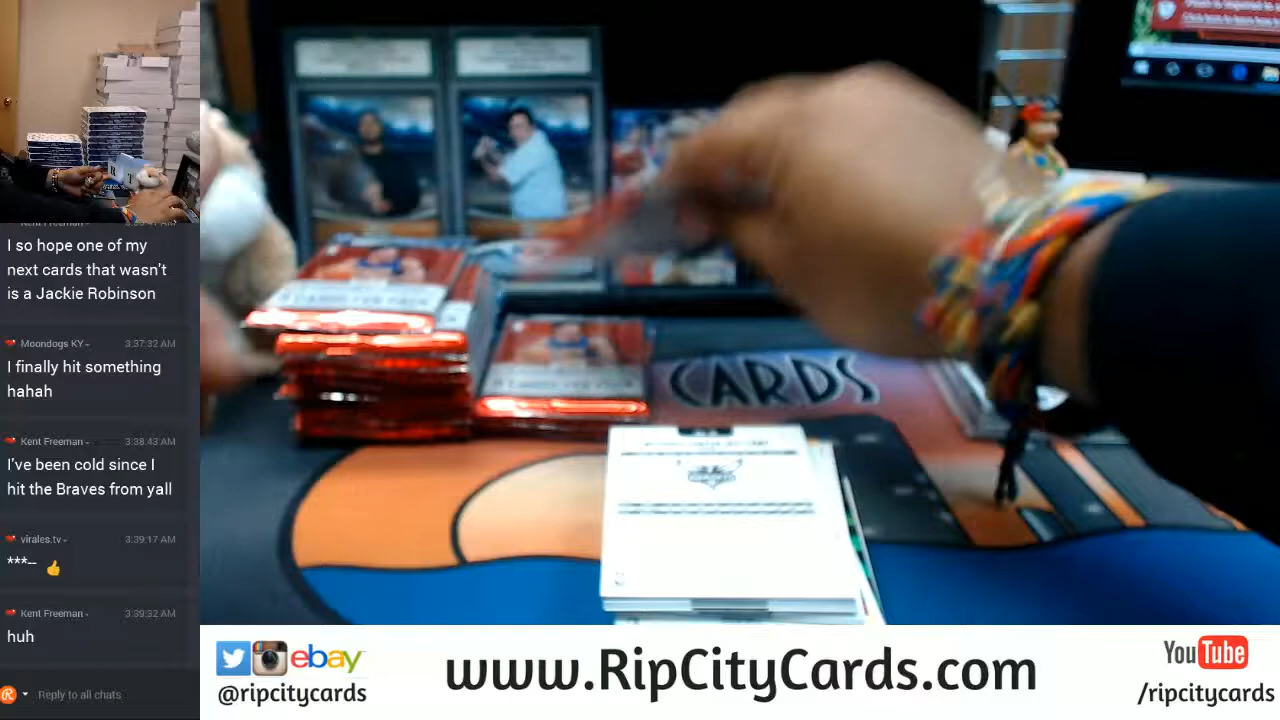 I so hope one of my
next cards that wasn't
is a Jackie Robinson
Moondogs KY-
3:37:32 AM
I finally hit something
hahah
Kent Freeman-
3:38:43 AM
I've been cold since I
hit the Braves from yall
virales.tv-
3:39:17 AM
***-- 👍
Kent Freeman-
3:39:32 AM
huh
Reply to all chats
CARDS
ebay
@ripcitycards
www.RipCityCards.com
YouTube
/ripcitycards